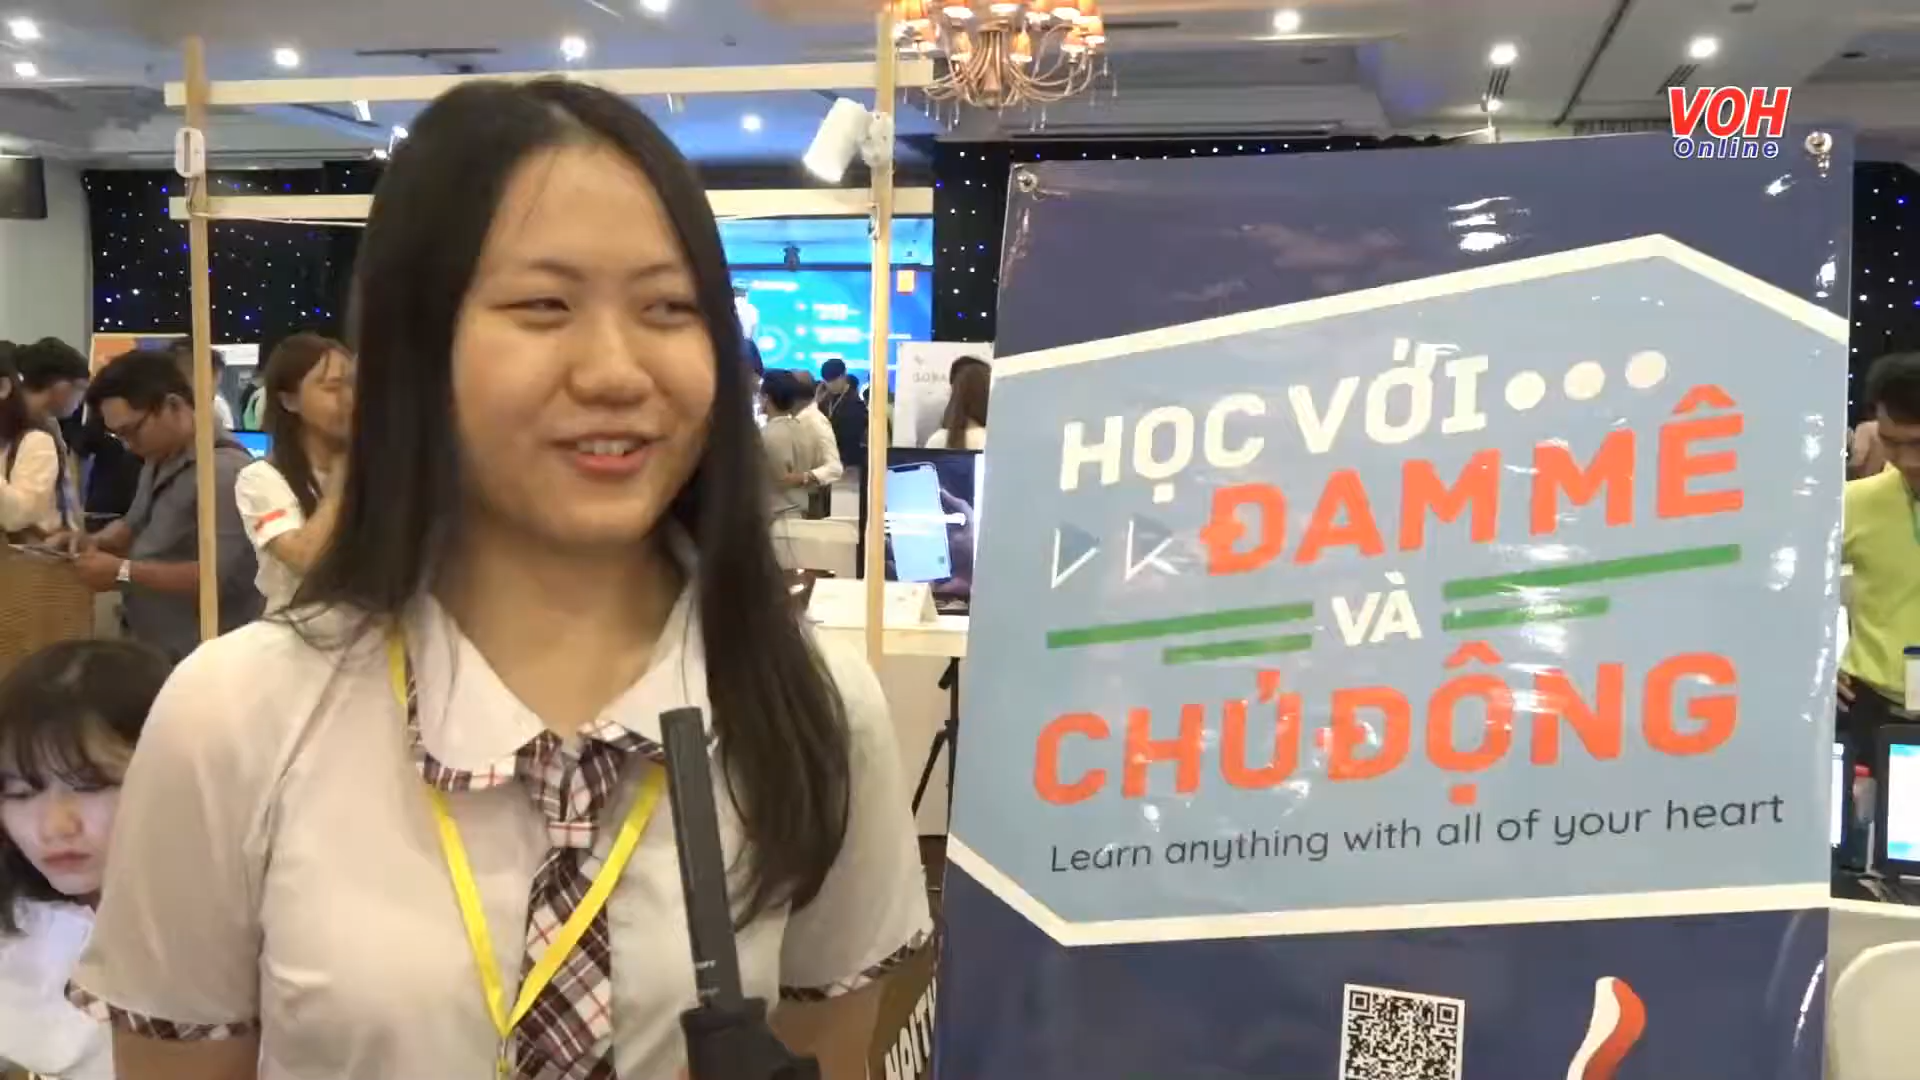 VOH
Online
HỌC VỚI...
ĐAM MÊ
VÀ
CHỦ ĐỘNG
Learn anything with all of your heart